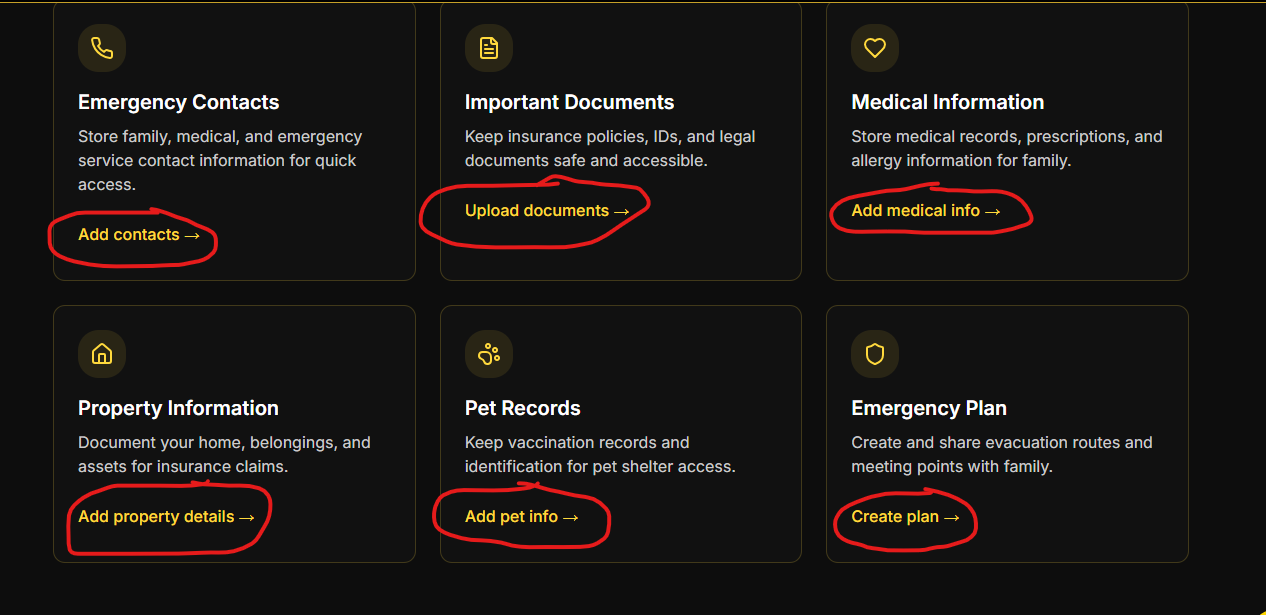 Emergency Contacts
Store family, medical, and emergency
service contact information for quick
access.
Add contacts →
Important Documents
Keep insurance policies, IDs, and legal
documents safe and accessible.
Upload documents →
Medical Information
Store medical records, prescriptions, and
allergy information for family.
Add medical info →
Property Information
Document your home, belongings, and
assets for insurance claims.
Add property details →
Pet Records
Keep vaccination records and
identification for pet shelter access.
Add pet info →
Emergency Plan
Create and share evacuation routes and
meeting points with family.
Create plan →